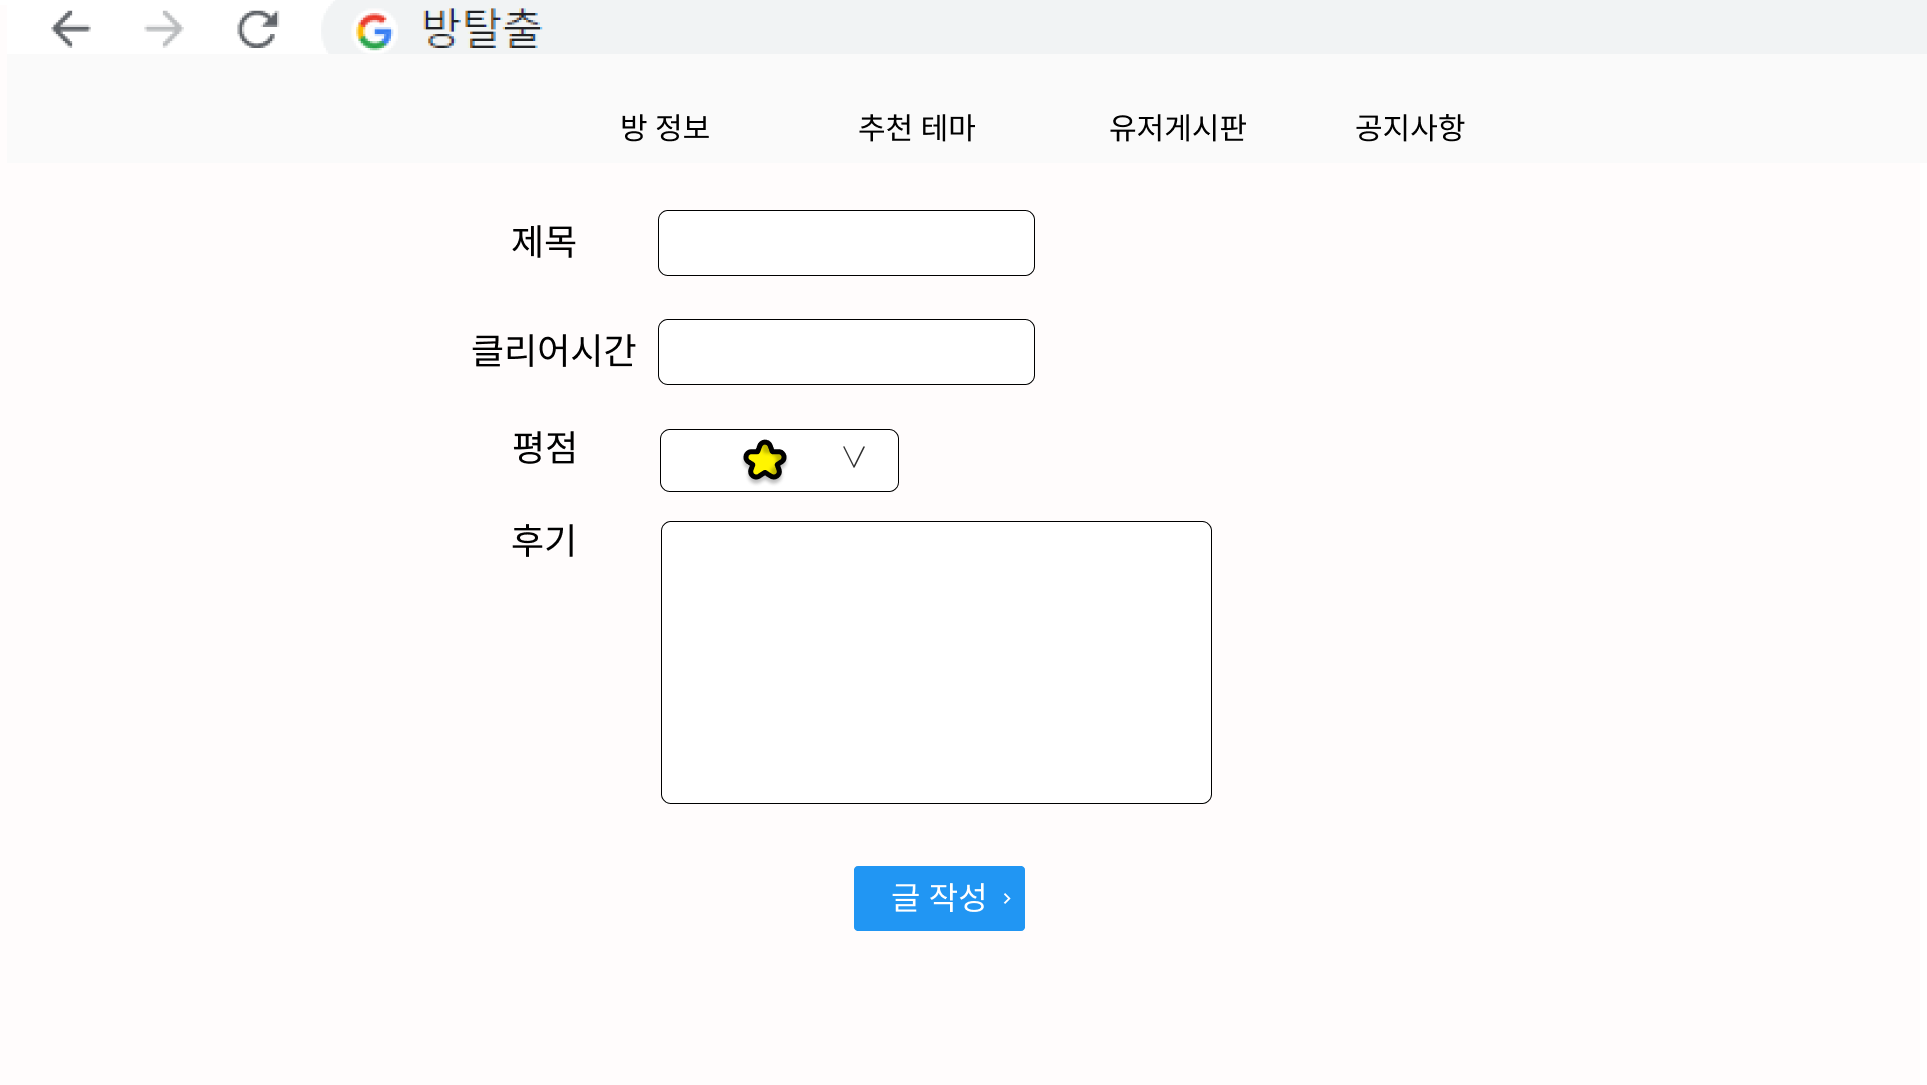 방탈출
방 정보 추천 테마 유저게시판 공지사항
제목
클리어시간
평점
후기
글 작성 ›